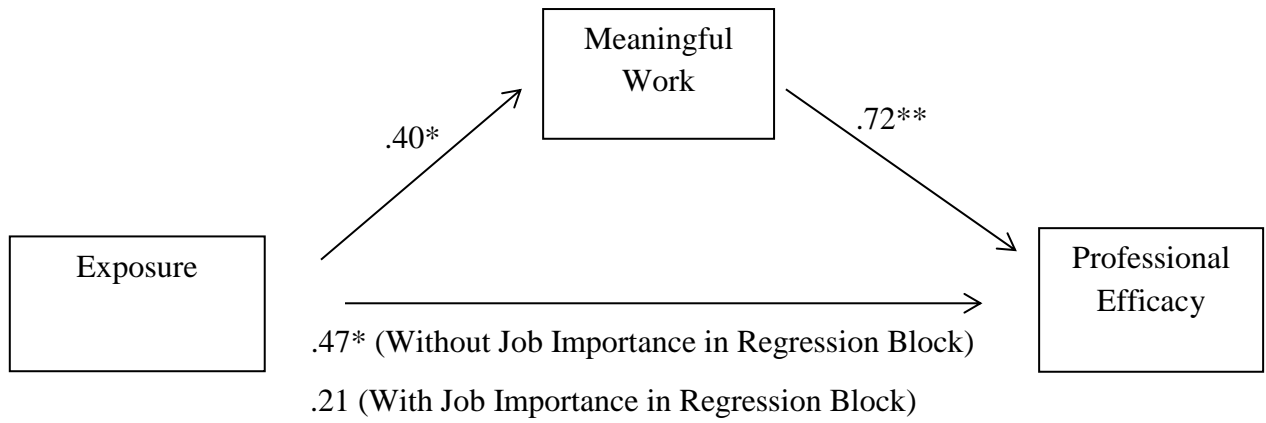 Meaningful
Work
.40*
.72**
Exposure
Professional
Efficacy
.47* (Without Job Importance in Regression Block)
.21 (With Job Importance in Regression Block)